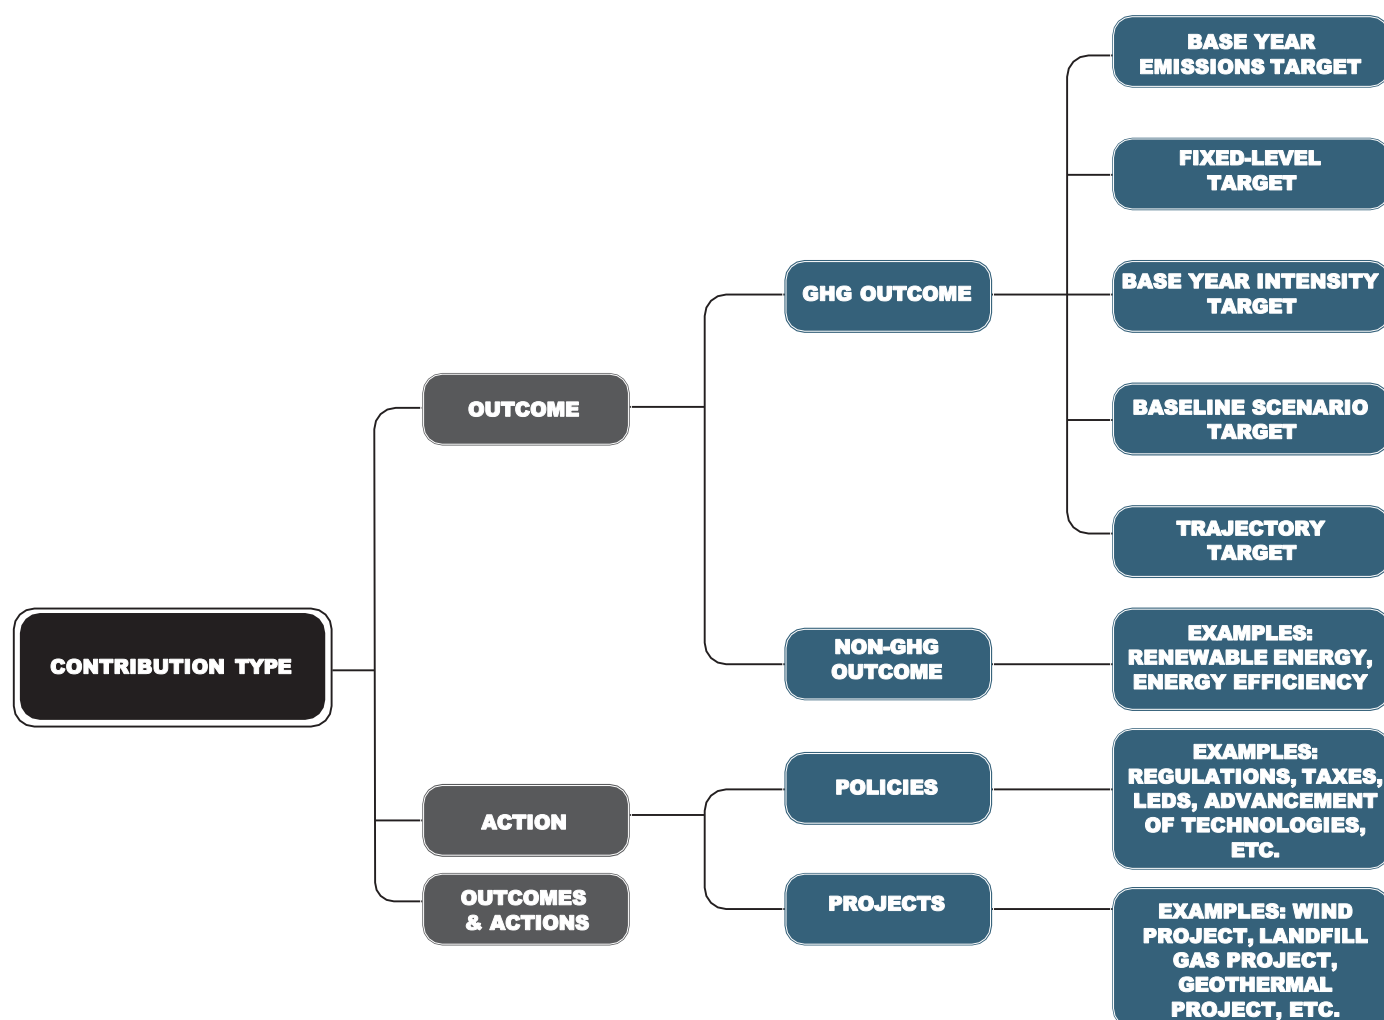 CONTRIBUTION TYPE
OUTCOME
ACTION
OUTCOMES
& ACTIONS
GHG OUTCOME
NON-GHG
OUTCOME
POLICIES
PROJECTS
BASE YEAR
EMISSIONS TARGET
FIXED-LEVEL
TARGET
BASE YEAR INTENSITY
TARGET
BASELINE SCENARIO
TARGET
TRAJECTORY
TARGET
EXAMPLES:
RENEWABLE ENERGY,
ENERGY EFFICIENCY
EXAMPLES:
REGULATIONS, TAXES,
LEDS, ADVANCEMENT
OF TECHNOLOGIES,
ETC.
EXAMPLES: WIND
PROJECT, LANDFILL
GAS PROJECT,
GEOTHERMAL
PROJECT, ETC.